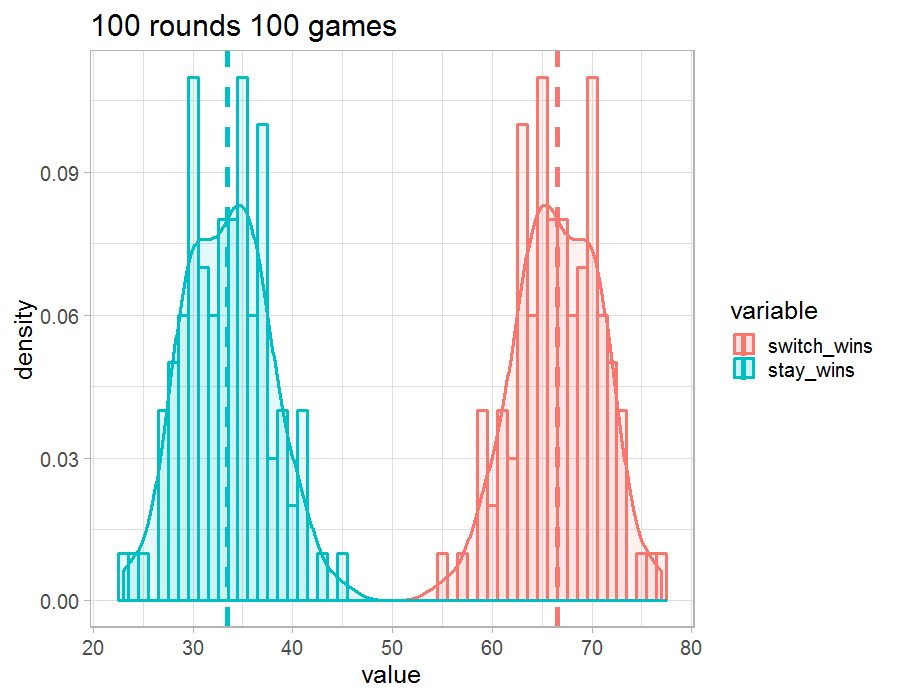 100 rounds 100 games
density
0.09
0.06
0.03
0.00
20 30 40 50 60 70 80
value
variable
switch_wins
stay_wins